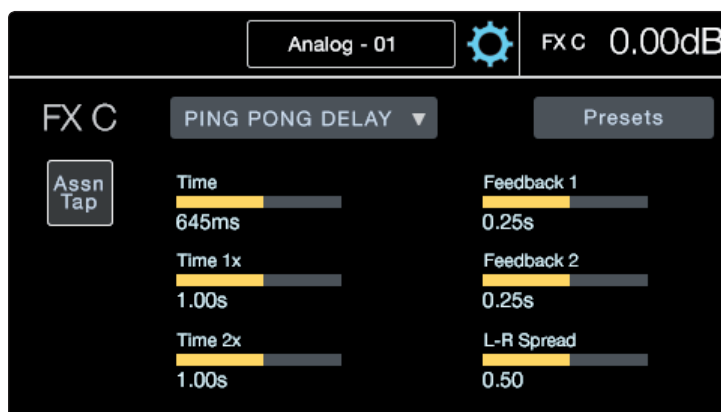 Analog - 01
FX C 0.00dB
FX C
PING PONG DELAY ▼
Presets
Assn
Tap
Time
645ms
Feedback 1
0.25s
Time 1x
1.00s
Feedback 2
0.25s
Time 2x
1.00s
L-R Spread
0.50